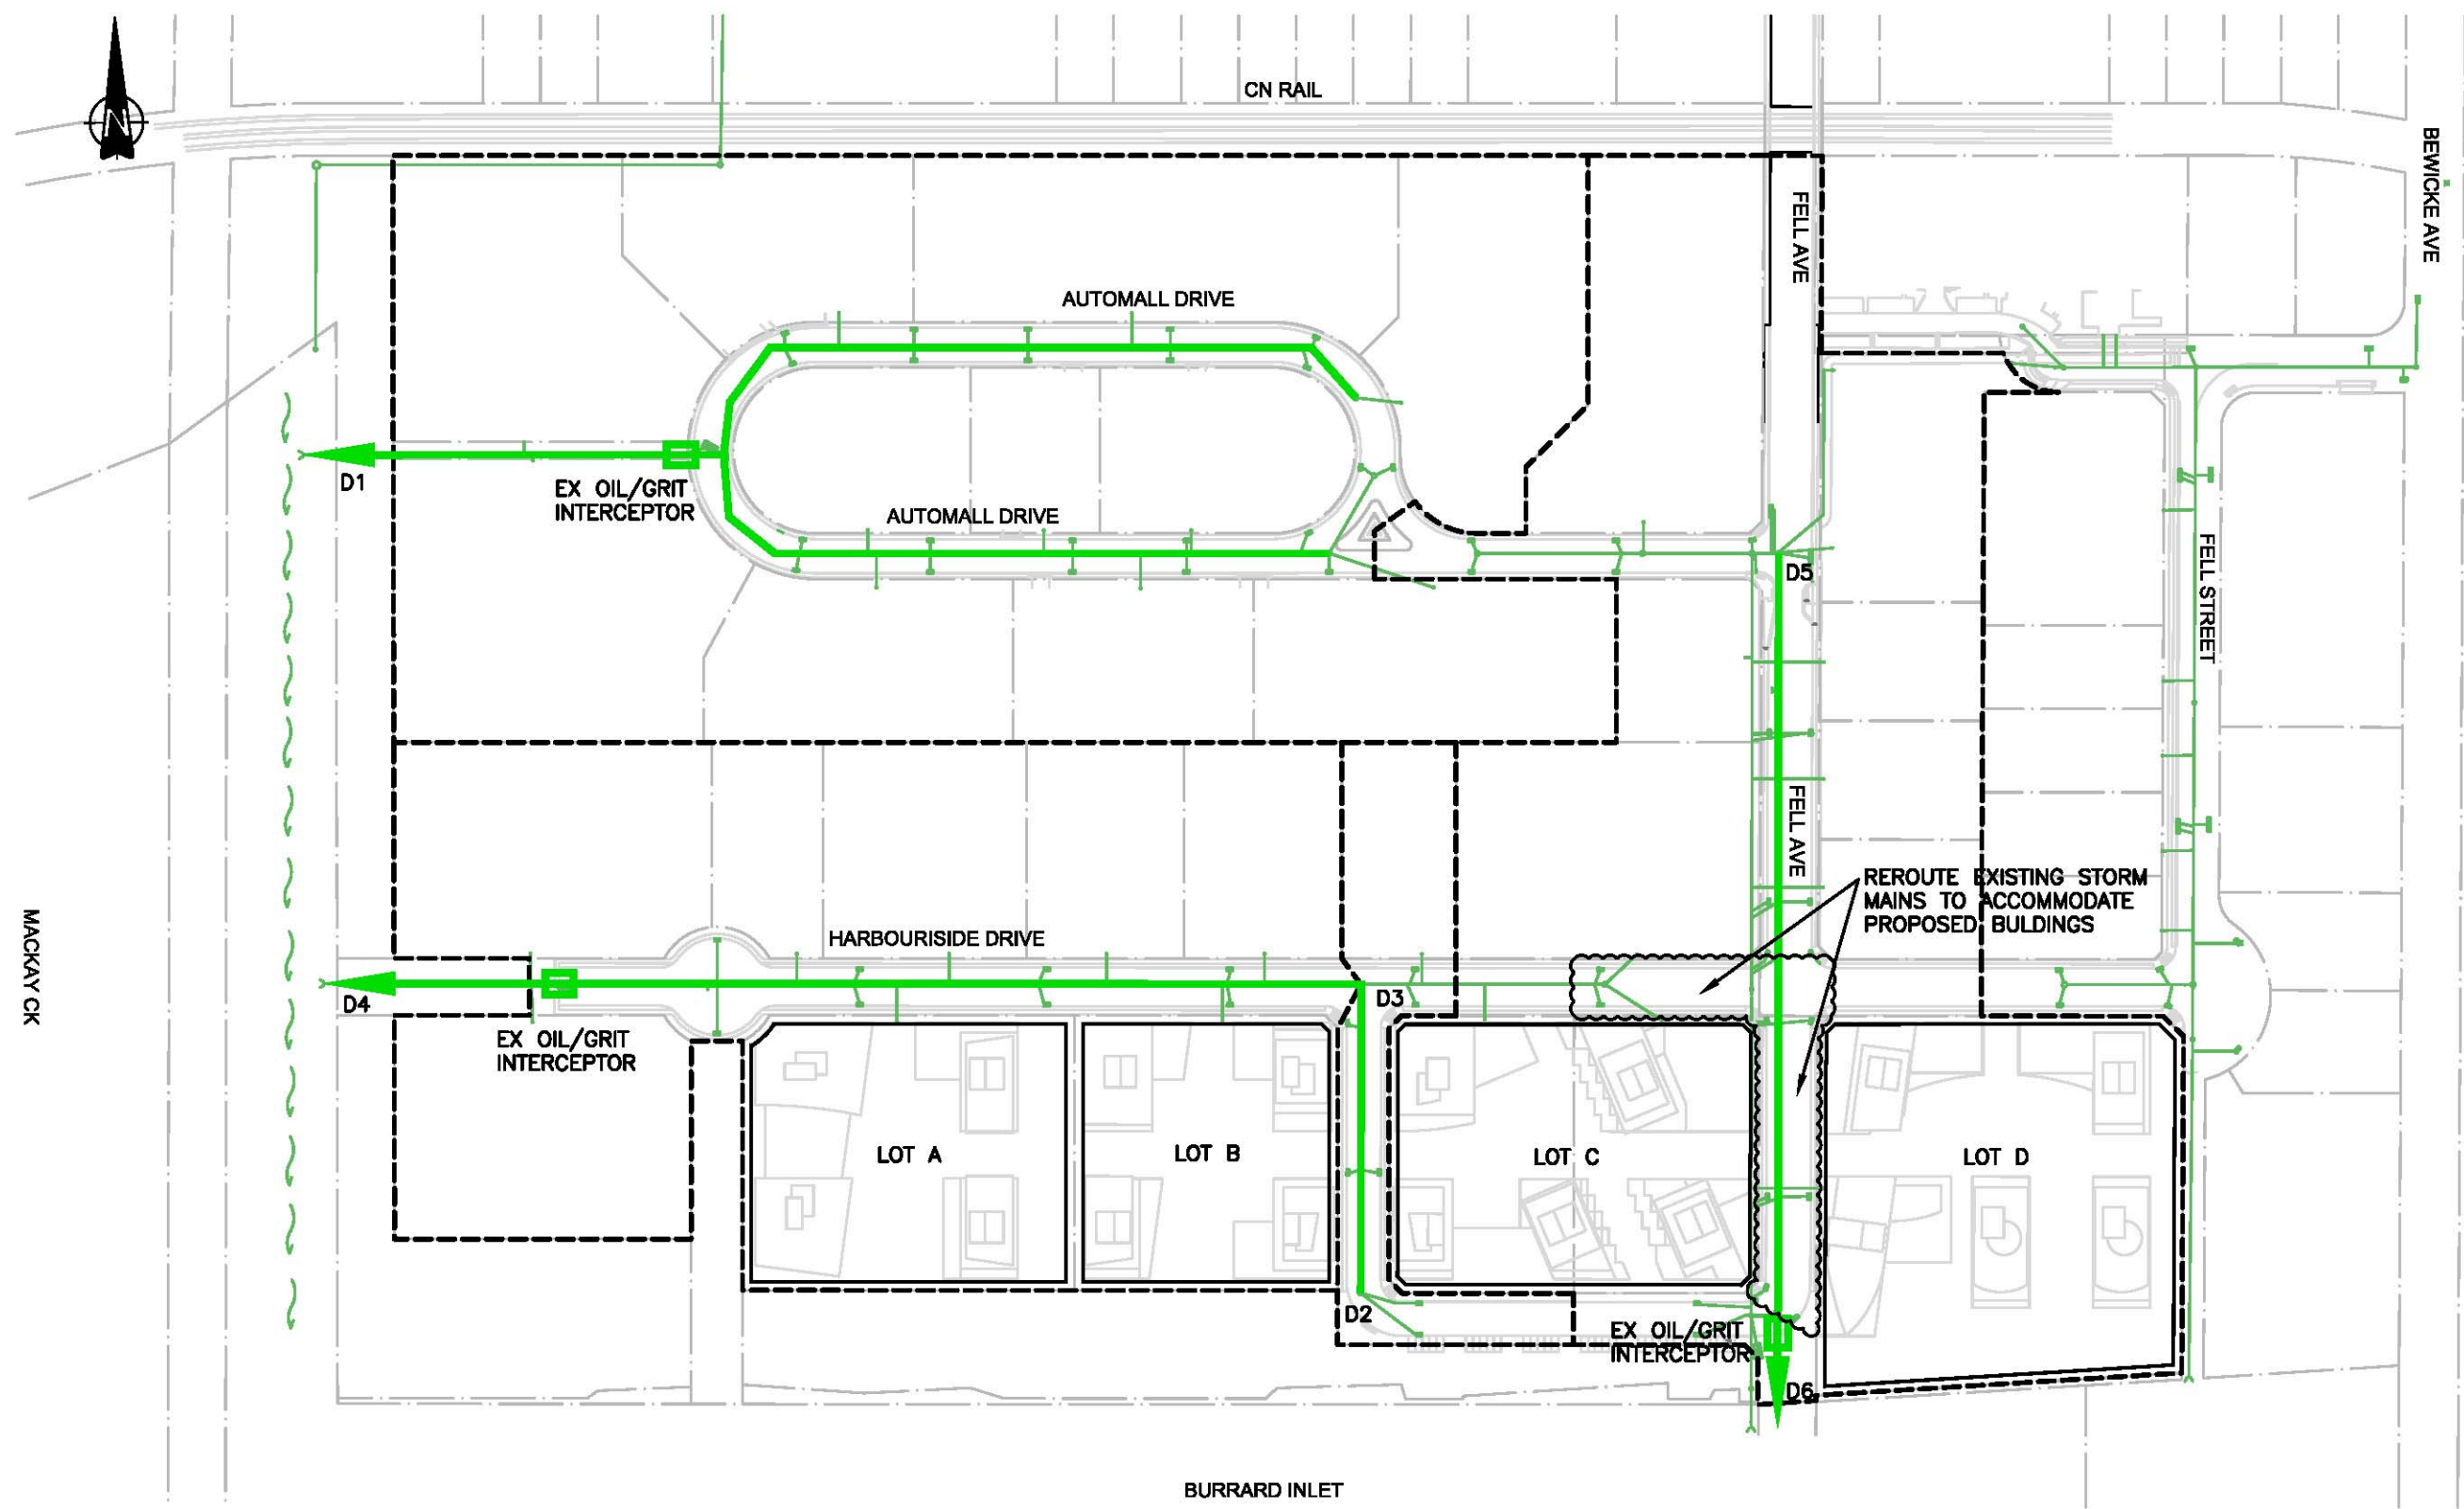 N
CN RAIL
BEWICKE AVE
FELL AVE
AUTOMALL DRIVE
D1
EX OIL/GRIT
INTERCEPTOR
AUTOMALL DRIVE
D5
FELL STREET
FELL AVE
REROUTE EXISTING STORM
MAINS TO ACCOMMODATE
PROPOSED BULDINGS
MACKAY CK
HARBOURISIDE DRIVE
D4
D3
EX OIL/GRIT
INTERCEPTOR
LOT A
LOT B
LOT C
LOT D
D2
EX OIL/GRIT
INTERCEPTOR
D6
BURRARD INLET